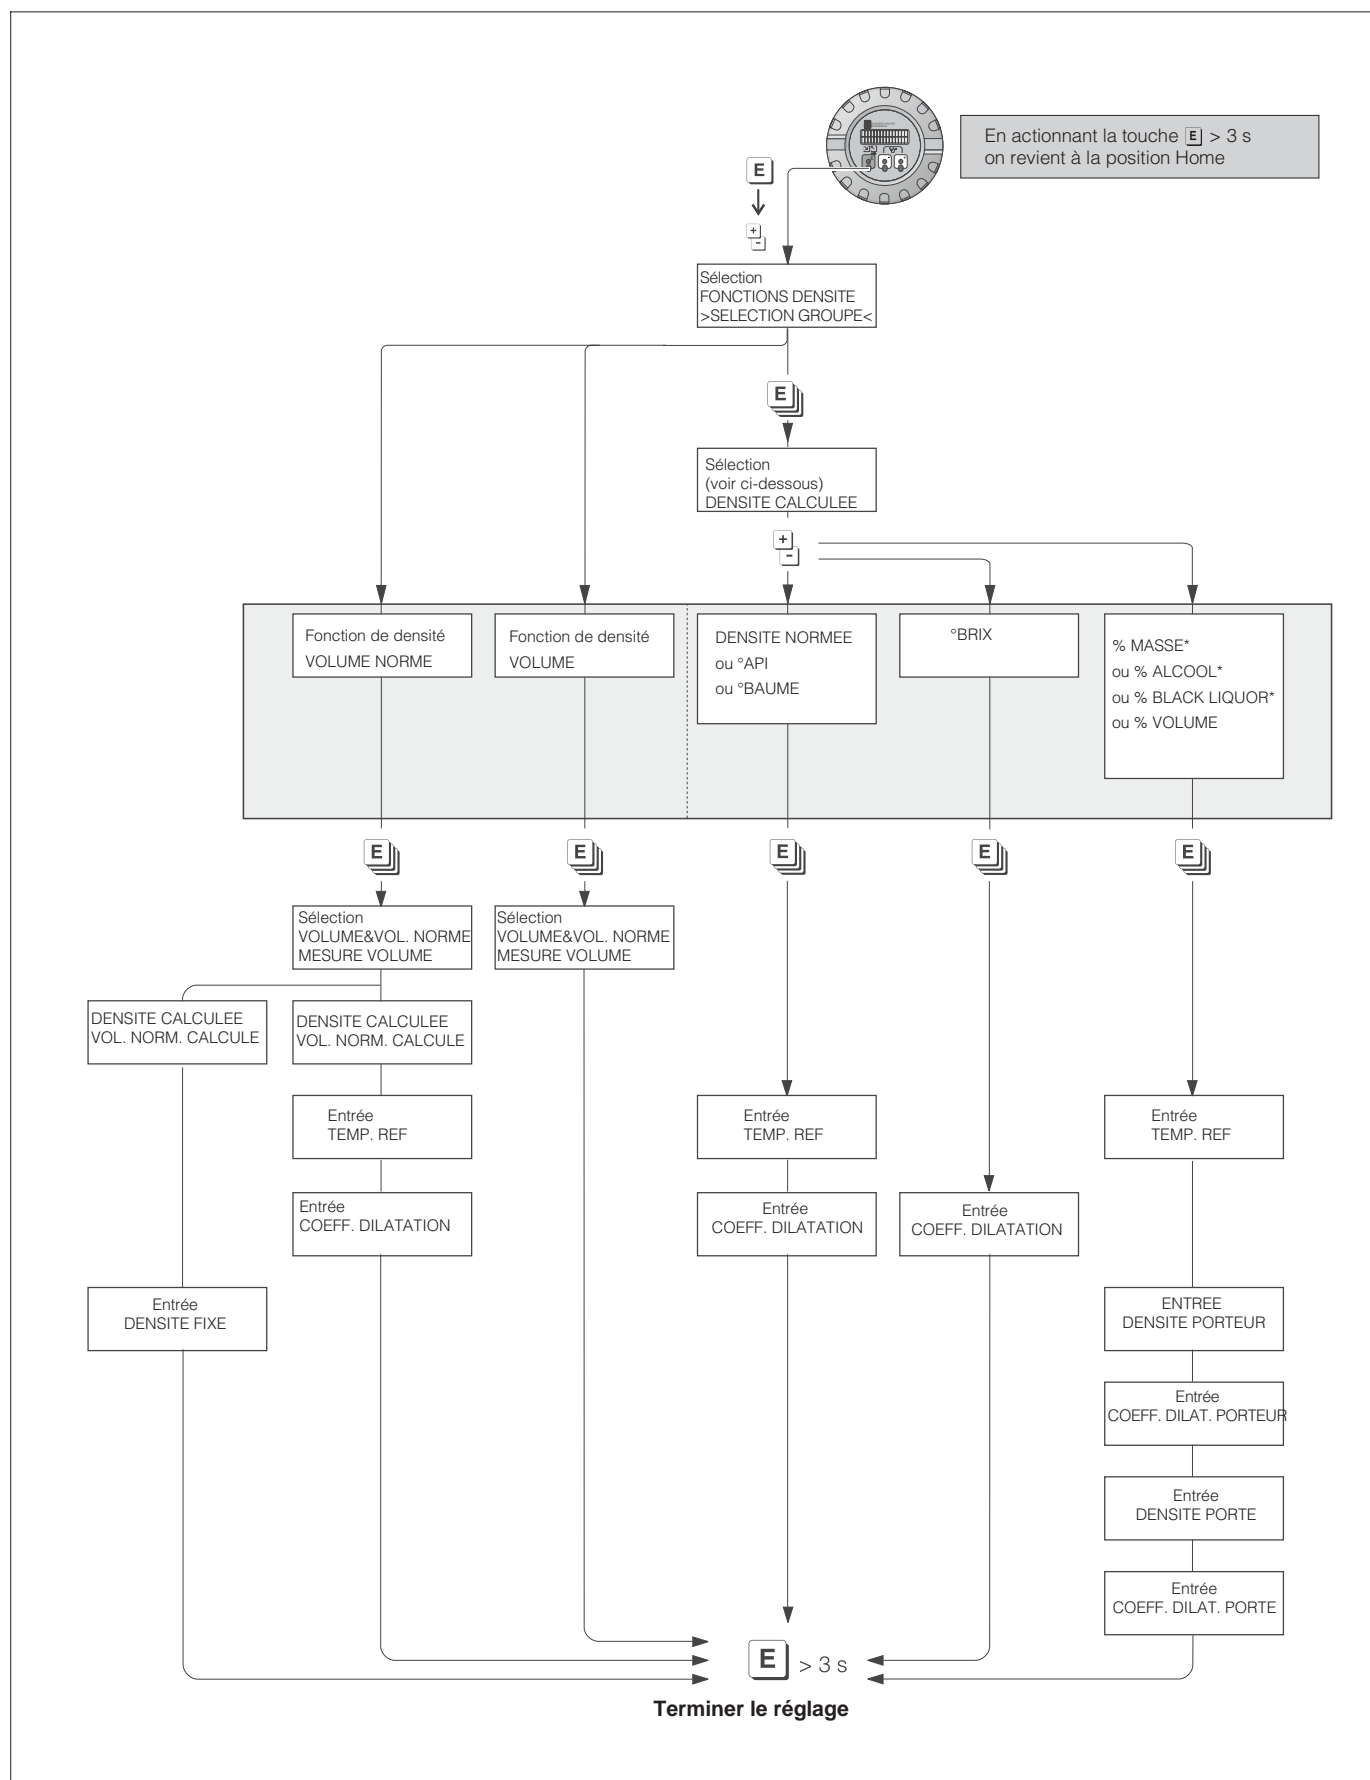 En actionnant la touche E > 3 s
on revient à la position Home
E
+
-
Sélection
FONCTIONS DENSITE
>SELECTION GROUPE<
E
Sélection
(voir ci-dessous)
DENSITE CALCULEE
+
-
Fonction de densité
VOLUME NORME
Fonction de densité
VOLUME
DENSITE NORMEE
ou °API
ou °BAUME
°BRIX
% MASSE*
ou % ALCOOL*
ou % BLACK LIQUOR*
ou % VOLUME
E
E
E
E
E
Sélection
VOLUME&VOL. NORME
MESURE VOLUME
Sélection
VOLUME&VOL. NORME
MESURE VOLUME
DENSITE CALCULEE
VOL. NORM. CALCULE
DENSITE CALCULEE
VOL. NORM. CALCULE
Entrée
TEMP. REF
Entrée
TEMP. REF
Entrée
TEMP. REF
Entrée
COEFF. DILATATION
Entrée
COEFF. DILATATION
Entrée
COEFF. DILATATION
Entrée
DENSITE FIXE
ENTREE
DENSITE PORTEUR
Entrée
COEFF. DILAT. PORTEUR
Entrée
DENSITE PORTE
Entrée
COEFF. DILAT. PORTE
E > 3 s
Terminer le réglage